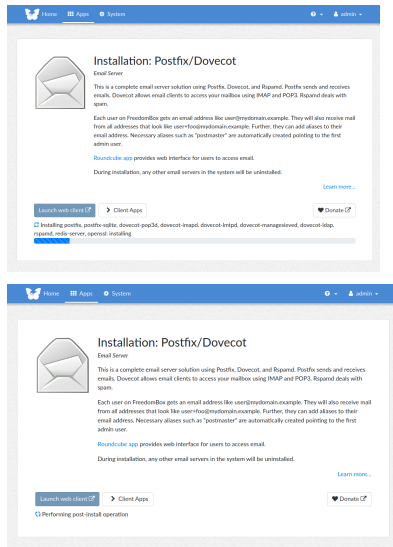 Home Apps System admin
Installation: Postfix/Dovecot
Email Server
This is a complete email server solution using Postfix, Dovecot, and Rspamd. Postfix sends and receives
emails. Dovecot allows email clients to access your mailbox using IMAP and POP3. Rspamd deals with
spam.
Each user on FreedomBox gets an email address like user@mydomain.example. They will also receive mail
from all addresses that look like user+foo@mydomain.example. Further, they can add aliases to their
email address. Necessary aliases such as "postmaster" are automatically created pointing to the first
admin user.
Roundcube app provides web interface for users to access email.
During installation, any other email servers in the system will be uninstalled.
Learn more...
Launch web client Client Apps Donate
Installing postfix, postfix-sqlite, dovecot-pop3d, dovecot-imapd, dovecot-lmtpd, dovecot-managesieved, dovecot-ldap,
rspamd, redis-server, openssl: installing
Home Apps System admin
Installation: Postfix/Dovecot
Email Server
This is a complete email server solution using Postfix, Dovecot, and Rspamd. Postfix sends and receives
emails. Dovecot allows email clients to access your mailbox using IMAP and POP3. Rspamd deals with
spam.
Each user on FreedomBox gets an email address like user@mydomain.example. They will also receive mail
from all addresses that look like user+foo@mydomain.example. Further, they can add aliases to their
email address. Necessary aliases such as "postmaster" are automatically created pointing to the first
admin user.
Roundcube app provides web interface for users to access email.
During installation, any other email servers in the system will be uninstalled.
Learn more...
Launch web client Client Apps Donate
Performing post-install operation